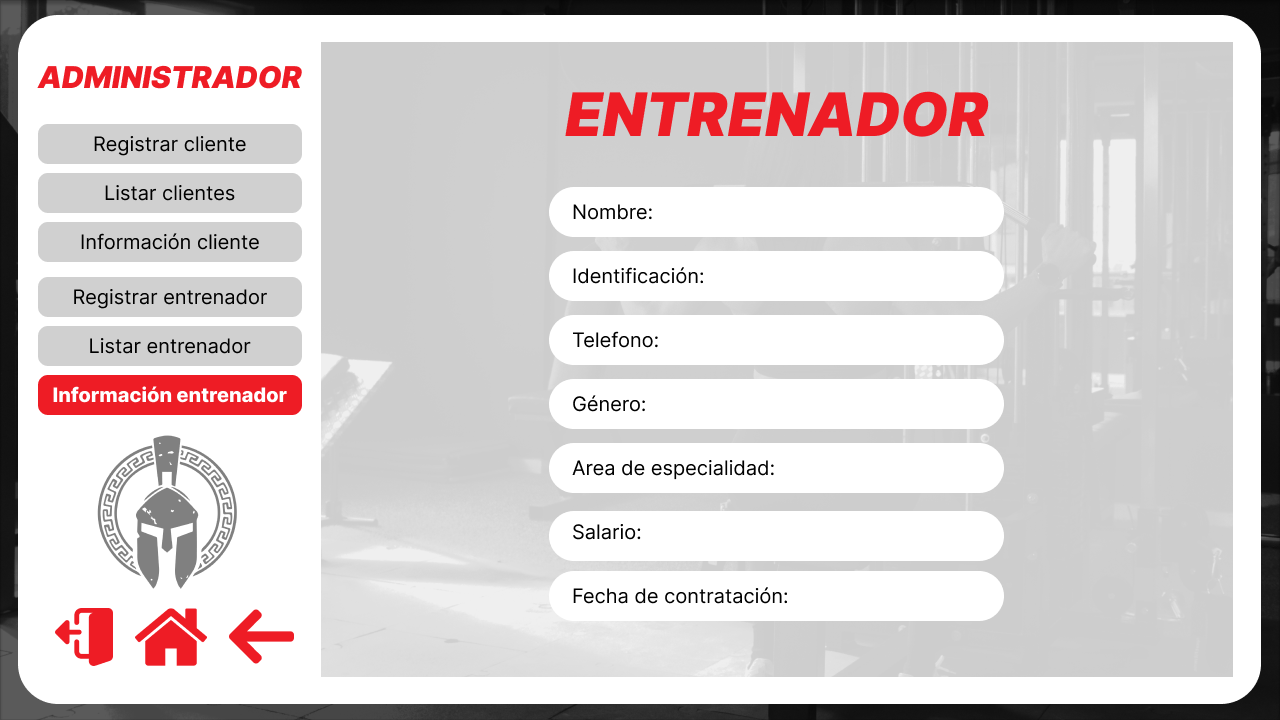 ADMINISTRADOR
Registrar cliente
Listar clientes
Información cliente
Registrar entrenador
Listar entrenador
Información entrenador
ENTRENADOR
Nombre:
Identificación:
Telefono:
Género:
Area de especialidad:
Salario:
Fecha de contratación: